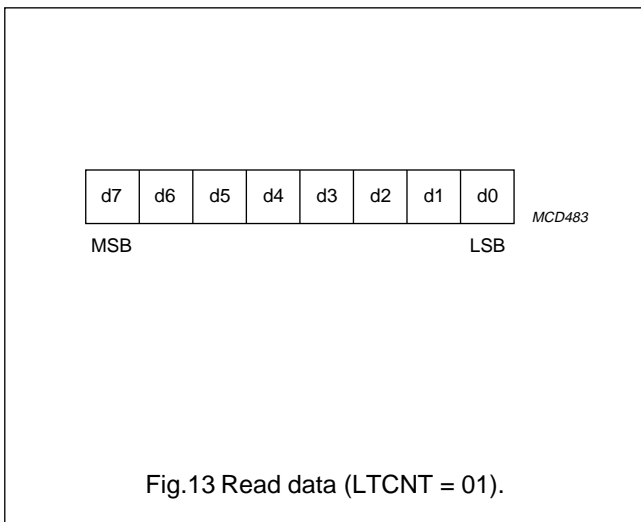 d7 d6 d5 d4 d3 d2 d1 d0
MCD483
MSB LSB
Fig.13 Read data (LTCNT = 01).